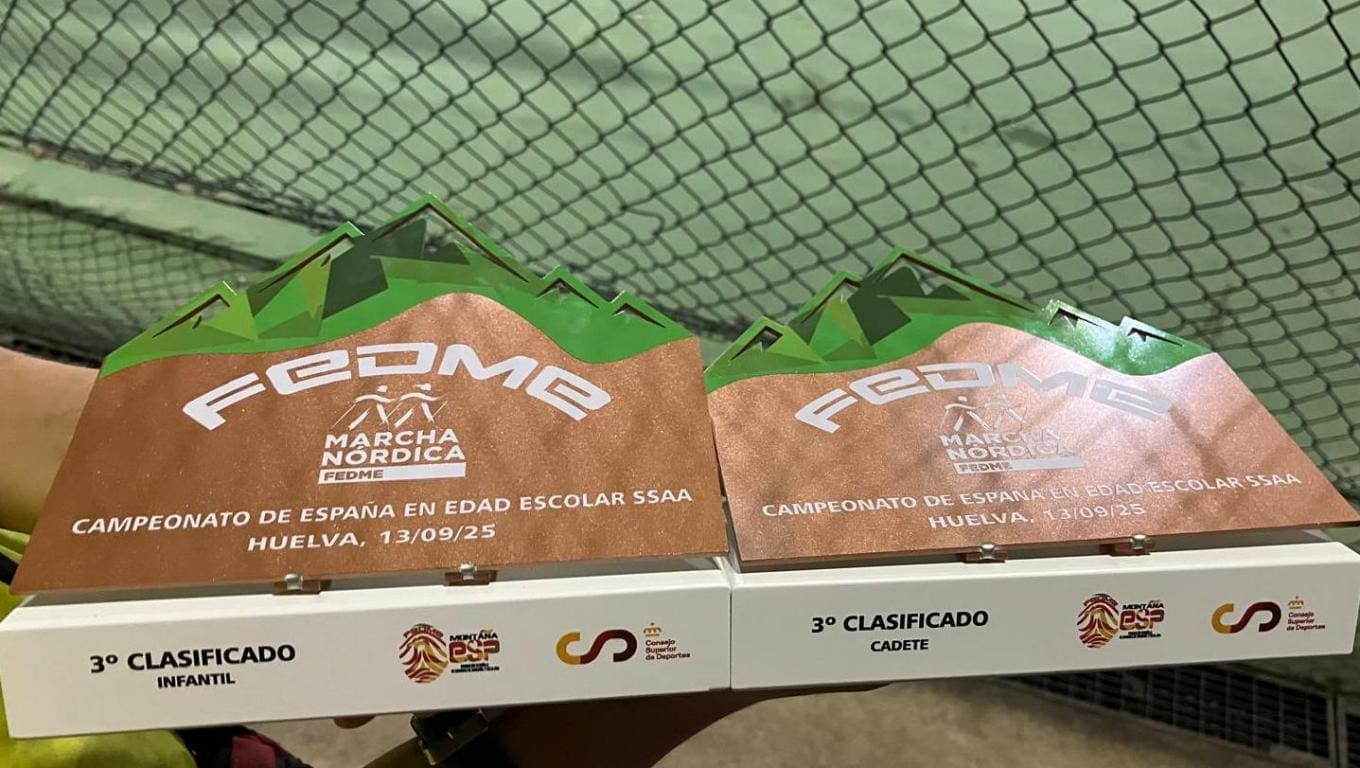 FEDME
MARCHA
NÓRDICA
FEDME
CAMPEONATO DE ESPAÑA EN EDAD ESCOLAR SSAA
HUELVA, 13/09/25
3º CLASIFICADO
INFANTIL
MONTAÑA
ESP
Consejo
Superior
de Deportes
FEDME
MARCHA
NÓRDICA
FEDME
CAMPEONATO DE ESPAÑA EN EDAD ESCOLAR SSAA
HUELVA, 13/09/25
3º CLASIFICADO
CADETE
MONTAÑA
ESP
Consejo
Superior
de Deportes